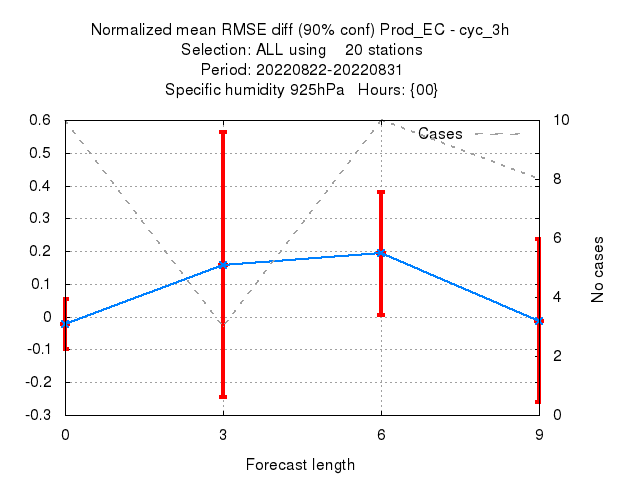 Normalized mean RMSE diff (90% conf) Prod_EC - cyc_3h
Selection: ALL using    20 stations
Period: 20220822-20220831
Specific humidity 925hPa   Hours: {00}
Cases
0.6
0.5
0.4
0.3
0.2
0.1
0
-0.1
-0.2
-0.3
10
8
6
4
2
0
No cases
0 3 6 9
Forecast length